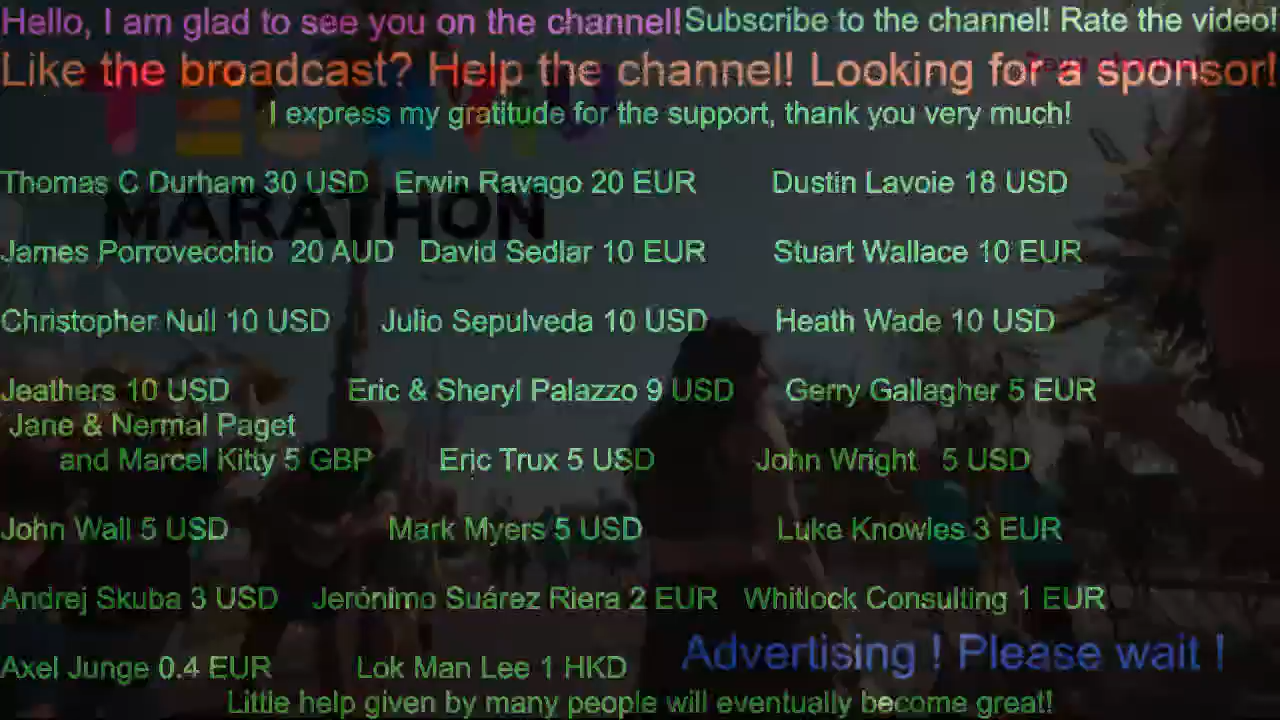 Hello, I am glad to see you on the channel! Subscribe to the channel! Rate the video!
Like the broadcast? Help the channel! Looking for a sponsor!
I express my gratitude for the support, thank you very much!
Thomas C Durham 30 USD Erwin Ravago 20 EUR Dustin Lavoie 18 USD
MARATHON
James Porrovecchio 20 AUD David Sedlar 10 EUR Stuart Wallace 10 EUR
Christopher Null 10 USD Julio Sepulveda 10 USD Heath Wade 10 USD
Jeathers 10 USD Eric & Sheryl Palazzo 9 USD Gerry Gallagher 5 EUR
Jane & Nermal Paget
and Marcel Kitty 5 GBP Eric Trux 5 USD John Wright 5 USD
John Wall 5 USD Mark Myers 5 USD Luke Knowles 3 EUR
Andrej Skuba 3 USD Jerónimo Suárez Riera 2 EUR Whitlock Consulting 1 EUR
Advertising ! Please wait !
Axel Junge 0.4 EUR Lok Man Lee 1 HKD
Little help given by many people will eventually become great!